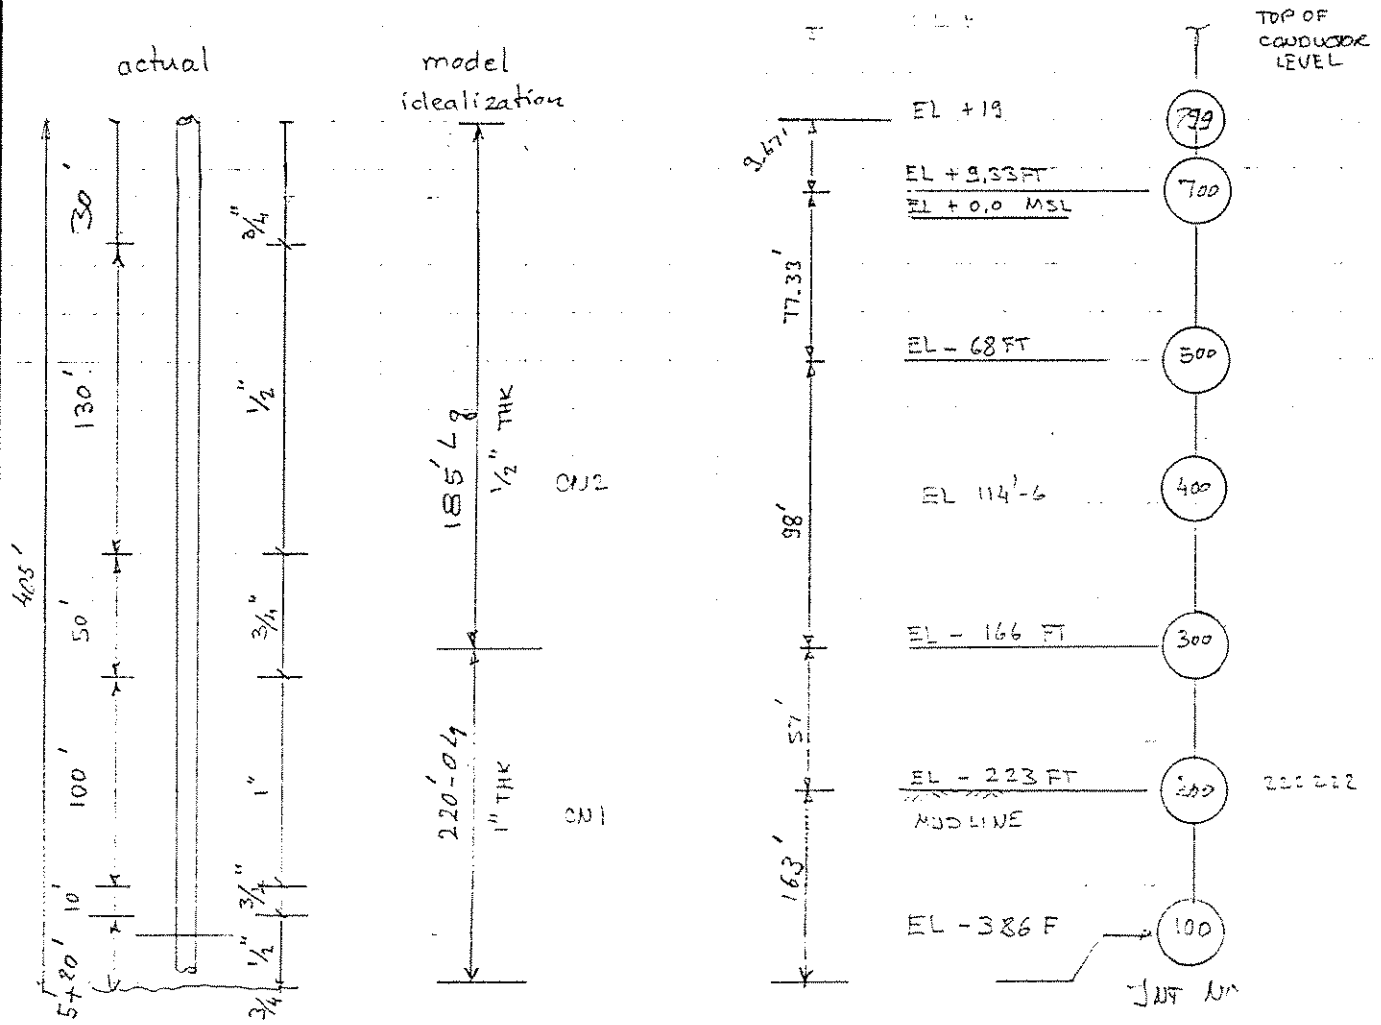 TOP OF
CONDUCTOR
LEVEL
actual
model
idealization
EL +19
799
9.67'
EL + 9.33 FT
700
EL + 0.0 MSL
30'
3/4"
77.33'
EL - 68 FT
500
130'
1/2"
185' Lg
1/2" THK
CN2
98'
EL 114'-6
400
405'
50'
3/4"
EL - 166 FT
300
57'
100'
1"
220'-0 Lg
1" THK
CN1
EL - 223 FT
200
222222
MUDLINE
163'
10'
3/4"
EL - 386 F
100
5'+20'
1/2"
3/4
JNT No